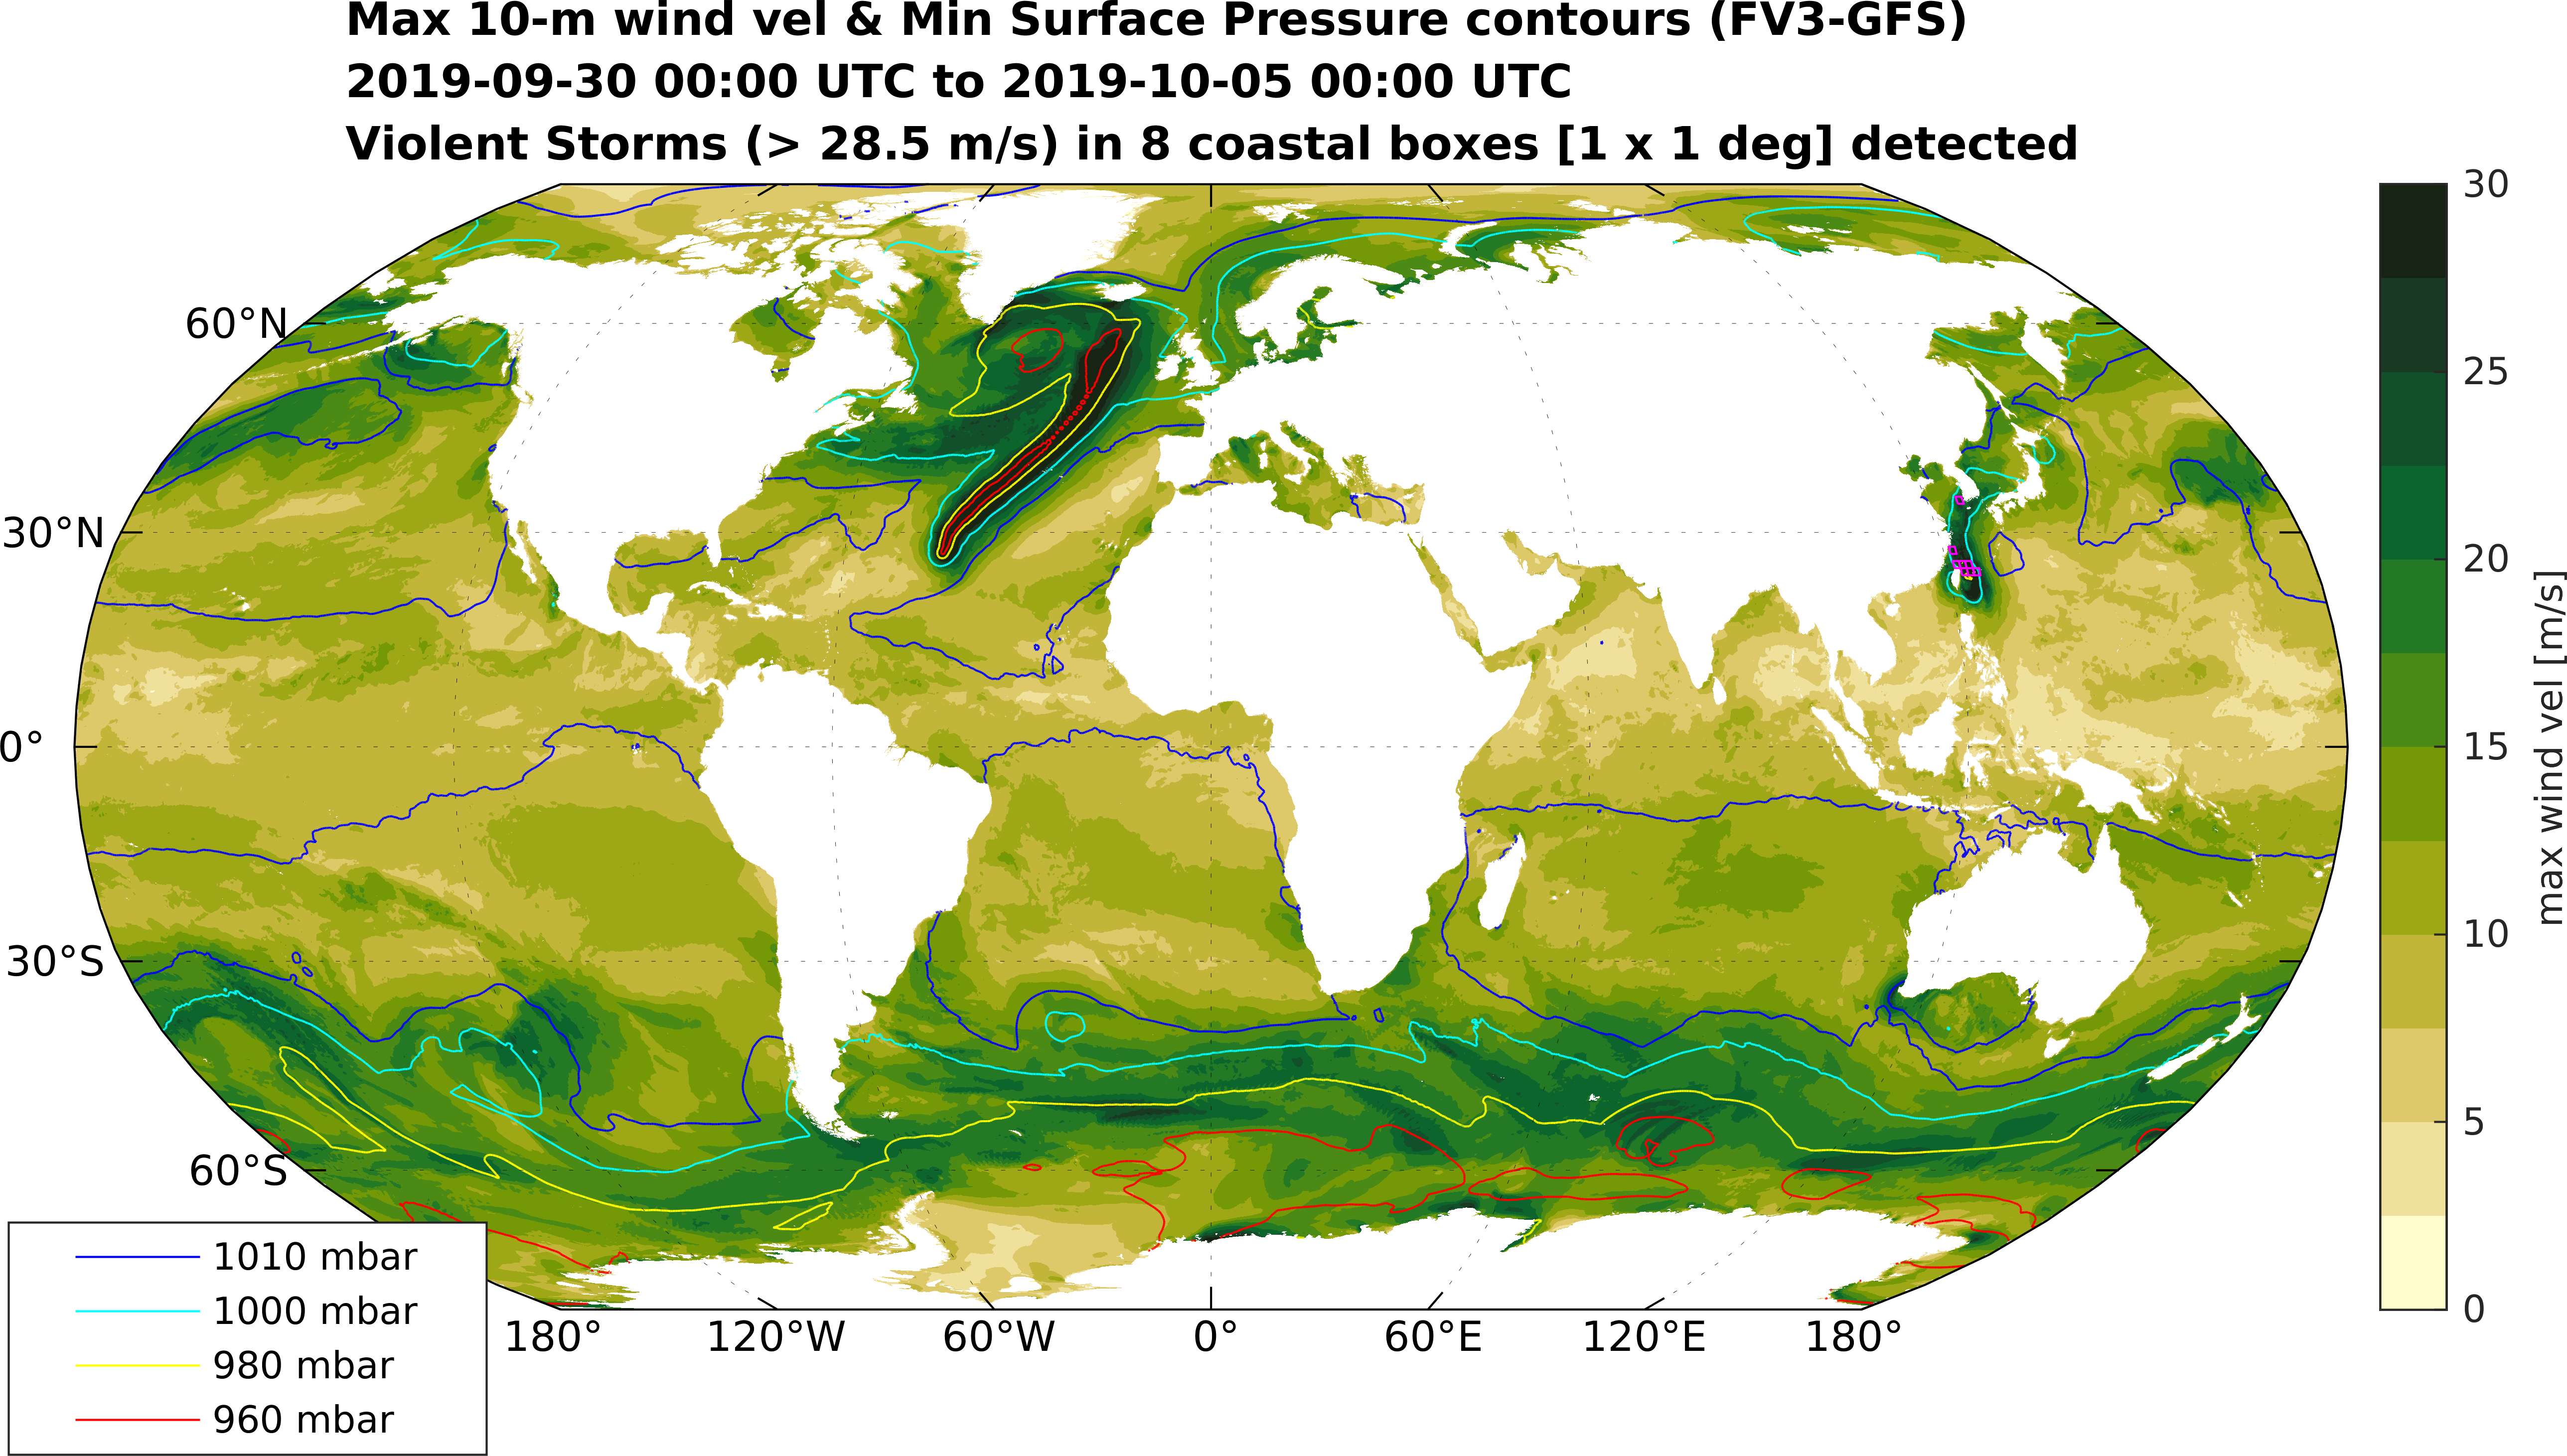 Max 10-m wind vel & Min Surface Pressure contours (FV3-GFS)
2019-09-30 00:00 UTC to 2019-10-05 00:00 UTC
Violent Storms (> 28.5 m/s) in 8 coastal boxes [1 x 1 deg] detected
60°N
30°N
0°
30°S
60°S
180°
120°W
60°W
0°
60°E
120°E
180°
30
25
20
15
10
5
0
max wind vel [m/s]
1010 mbar
1000 mbar
980 mbar
960 mbar